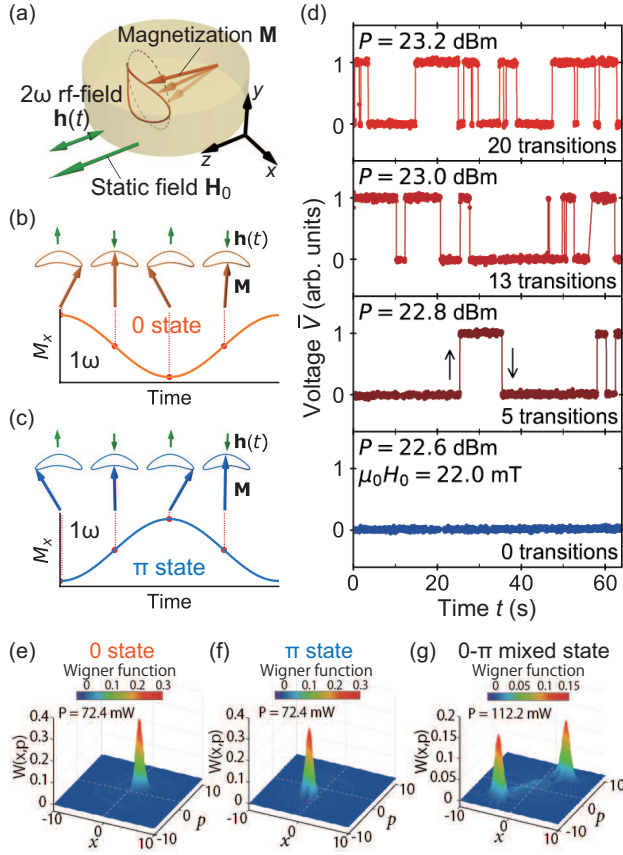 (a)
Magnetization M
2ω rf-field
h(t)
Static field H0
y
z
x
(b)
h(t)
M
0 state
Mx
1ω
Time
(c)
h(t)
M
Mx
1ω
π state
Time
(d)
P = 23.2 dBm
1
0
20 transitions
P = 23.0 dBm
1
0
13 transitions
P = 22.8 dBm
1
0
5 transitions
P = 22.6 dBm
μ0H0 = 22.0 mT
1
0
0 transitions
Voltage V̅ (arb. units)
0 20 40 60
Time t (s)
(e) 0 state
Wigner function
0 0.1 0.2 0.3
P = 72.4 mW
W(x,p)
0.4
0.3
0.2
0.1
0
-10
0
10
x
-10
0
10
p
(f) π state
Wigner function
0 0.1 0.2 0.3
P = 72.4 mW
0.4
0.3
0.2
0.1
0
-10
0
10
x
-10
0
10
p
(g) 0-π mixed state
Wigner function
0 0.05 0.10 0.15
P = 112.2 mW
0.2
0.15
0.1
0.05
0
-10
0
10
x
-10
0
10
p